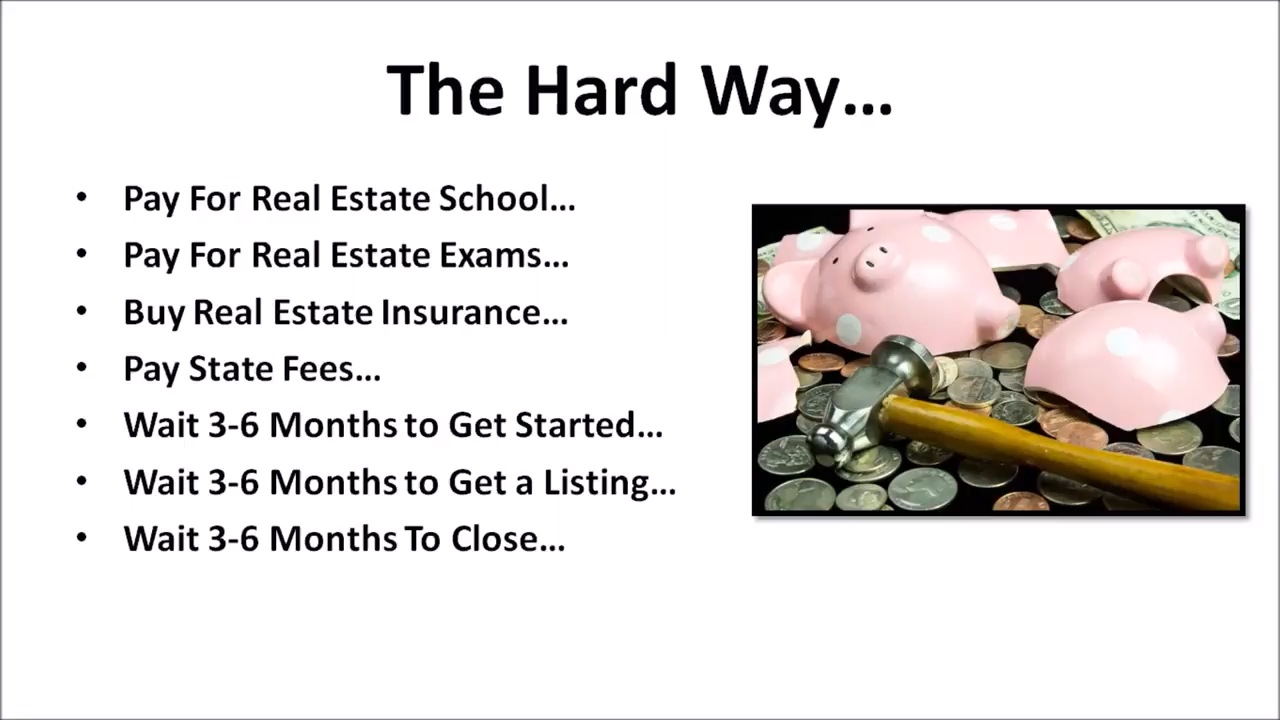 The Hard Way...
• Pay For Real Estate School...
• Pay For Real Estate Exams...
• Buy Real Estate Insurance...
• Pay State Fees...
• Wait 3-6 Months to Get Started...
• Wait 3-6 Months to Get a Listing...
• Wait 3-6 Months To Close...